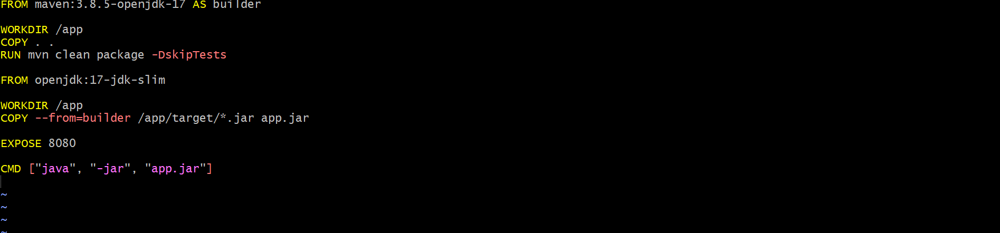 FROM maven:3.8.5-openjdk-17 AS builder
WORKDIR /app
COPY . .
RUN mvn clean package -DskipTests
FROM openjdk:17-jdk-slim
WORKDIR /app
COPY --from=builder /app/target/*.jar app.jar
EXPOSE 8080
CMD ["java", "-jar", "app.jar"]
~
~
~
~